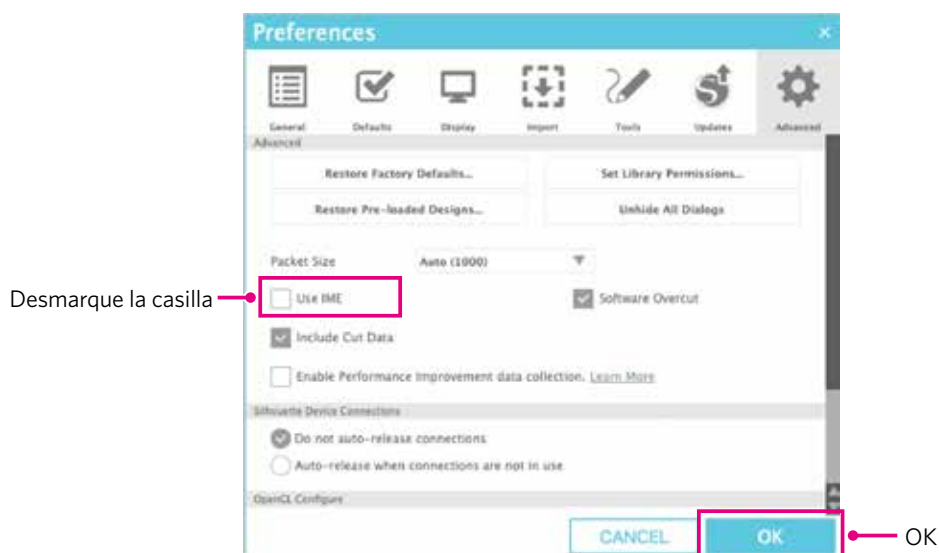 Preferences ×
General Defaults Display Import Tools Updates Advanced
Advanced
Restore Factory Defaults... Set Library Permissions...
Restore Pre-loaded Designs... Unhide All Dialogs
Packet Size Auto (1000)
Desmarque la casilla Use IME Software Overcut
Include Cut Data
Enable Performance Improvement data collection. Learn More
Silhouette Device Connections
Do not auto-release connections
Auto-release when connections are not in use
OpenCL Configure
CANCEL OK OK